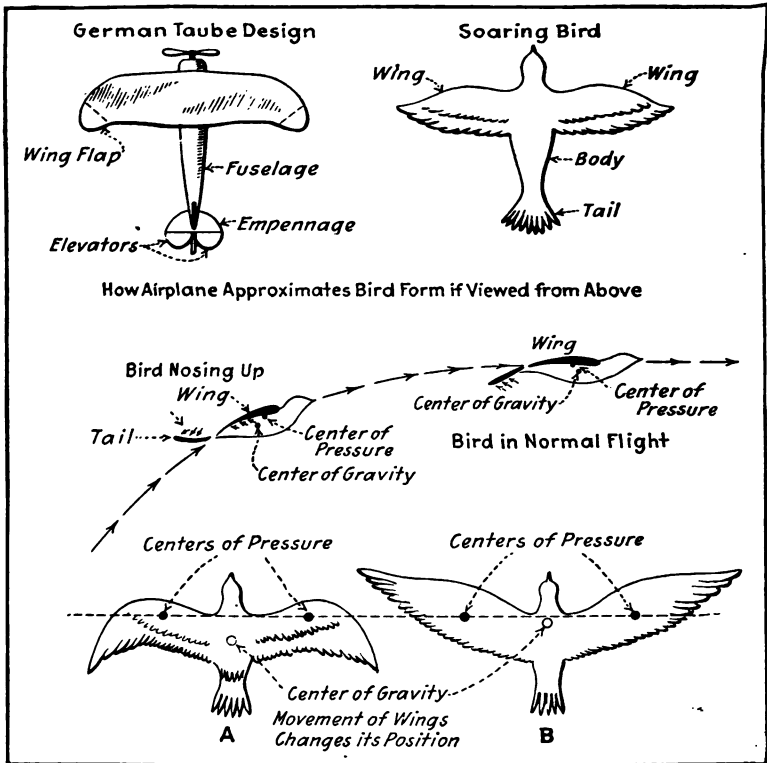 German Taube Design
Soaring Bird
Wing
Wing
Wing Flap
Fuselage
Body
Empennage
Tail
Elevators
How Airplane Approximates Bird Form if Viewed from Above
Bird Nosing Up
Wing
Tail
Center of
Pressure
Center of Gravity
Wing
Center of Gravity
Center of
Pressure
Bird in Normal Flight
Centers of Pressure
Centers of Pressure
Center of Gravity
Movement of Wings
Changes its Position
A
B